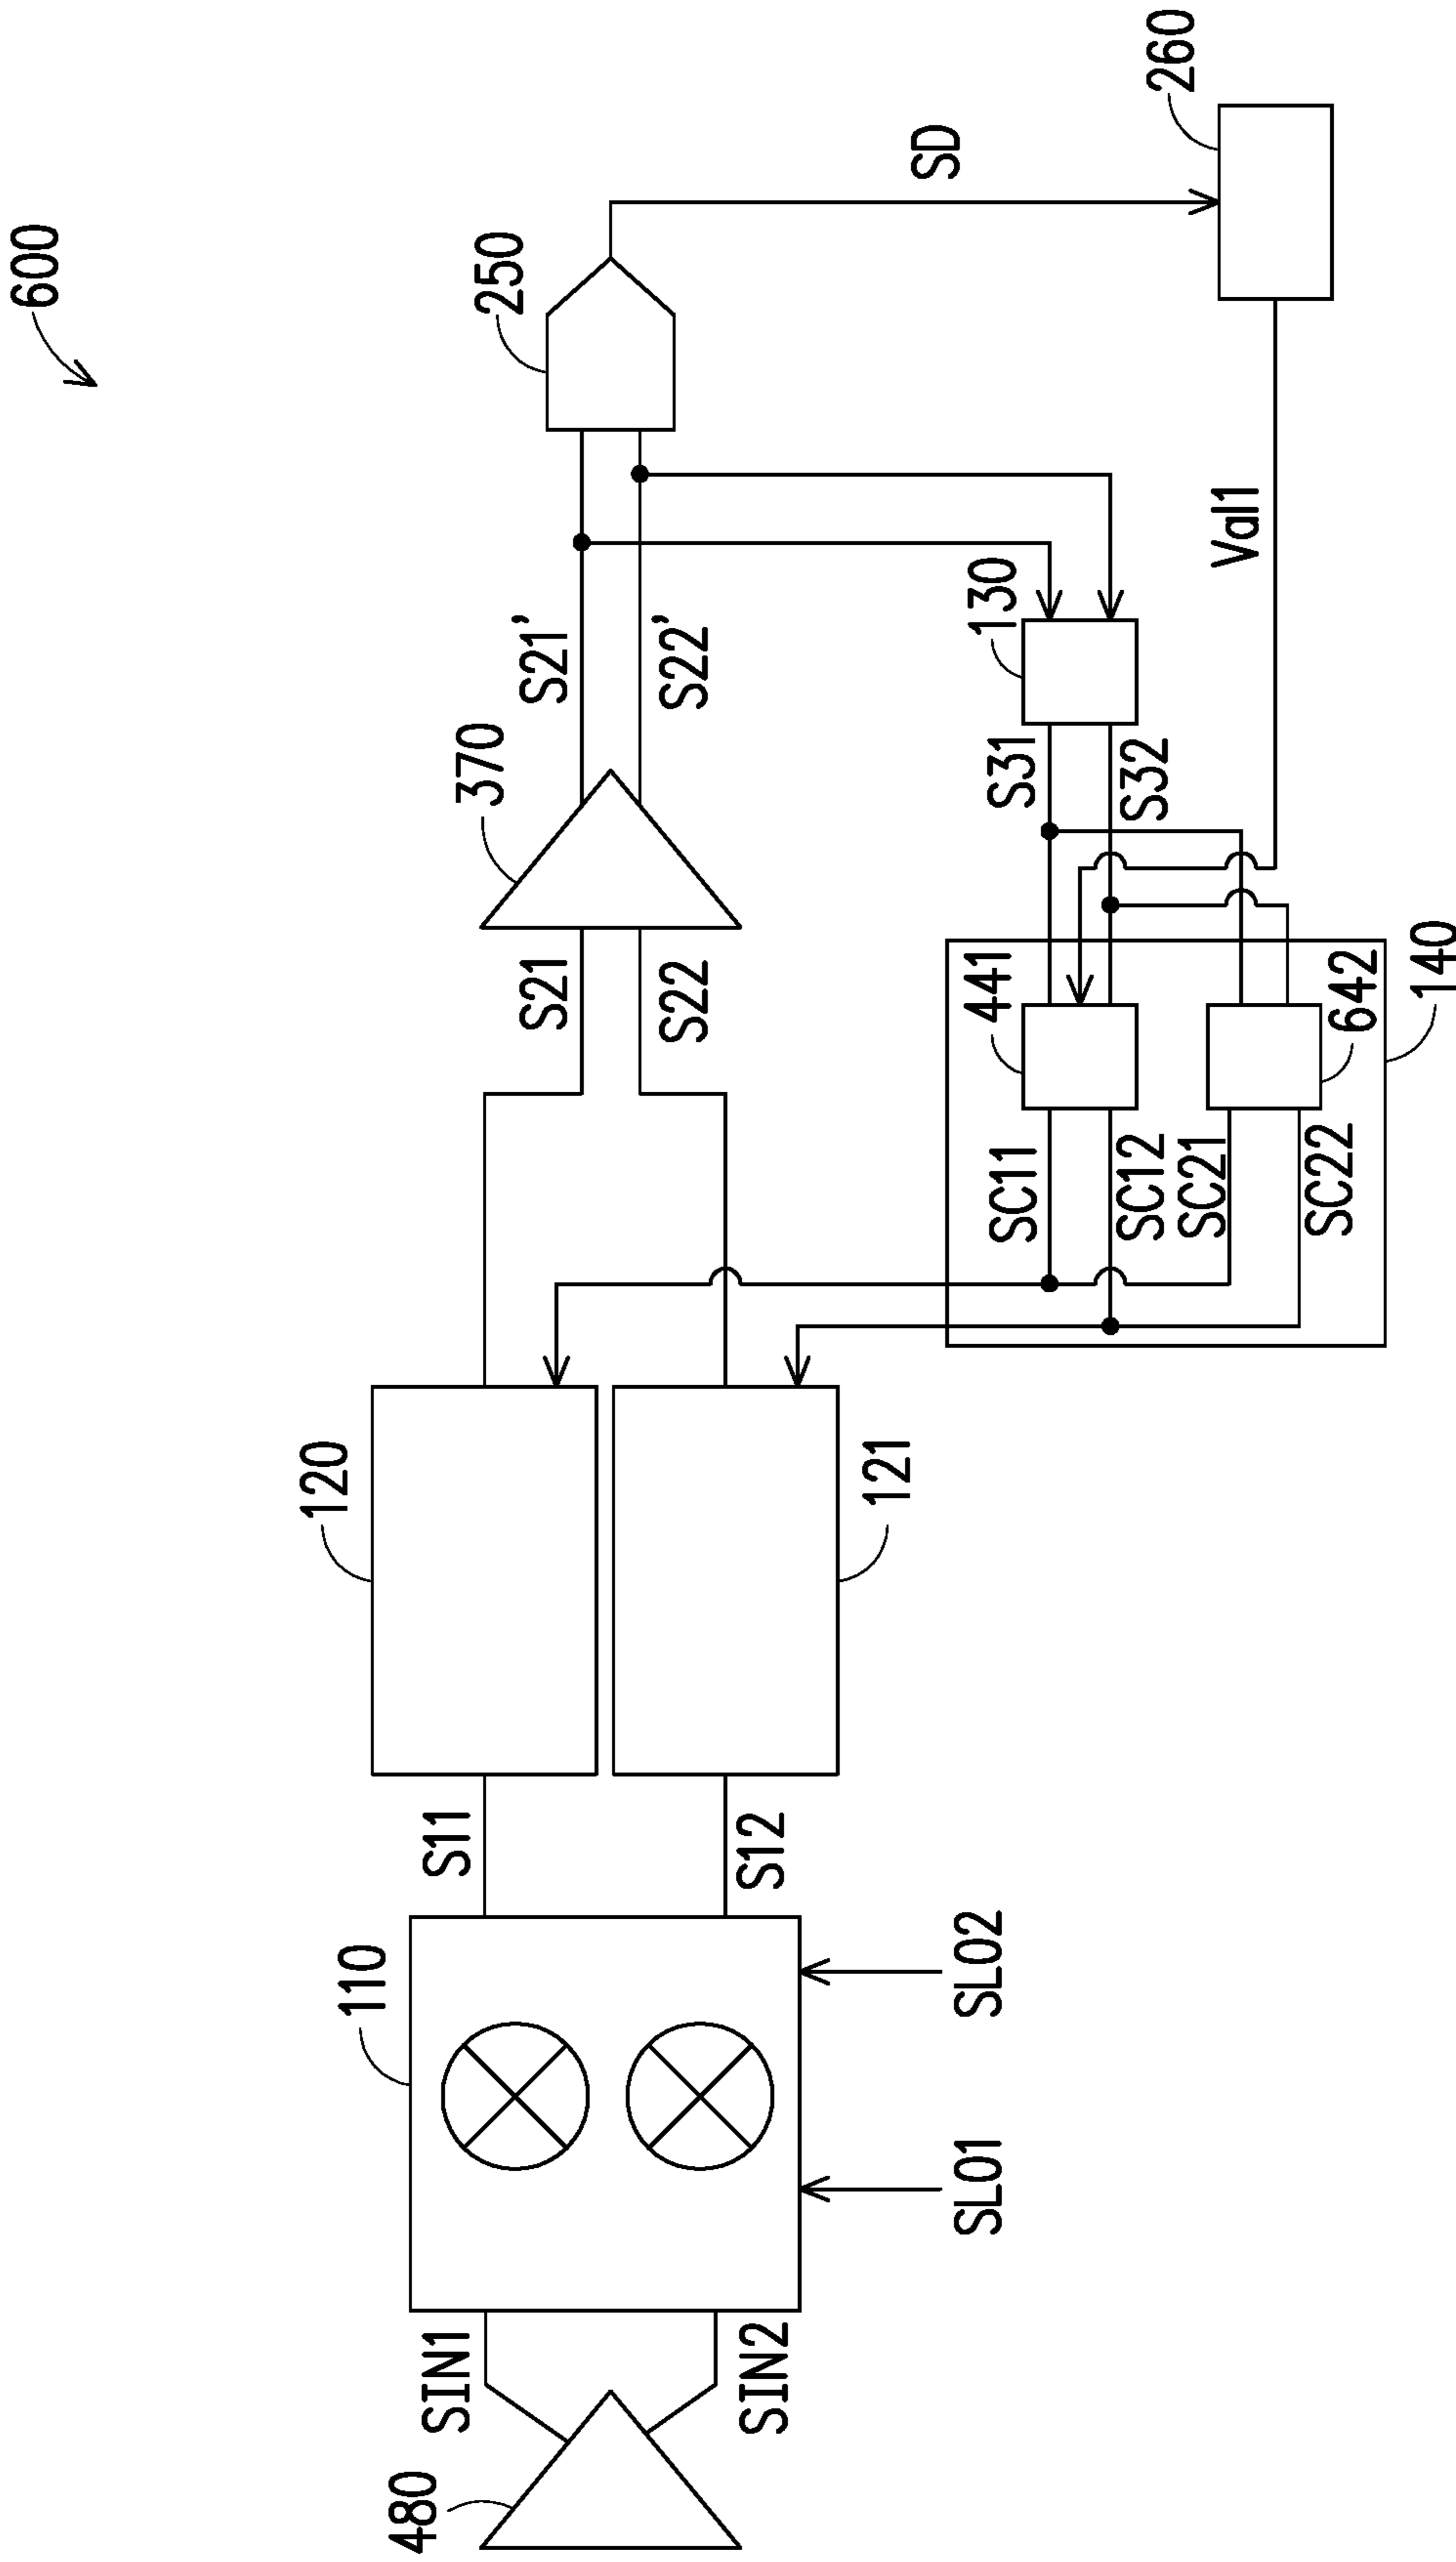 600
480
SIN1
SIN2
110
SLO1
SLO2
S11
S12
120
121
S21
S22
370
S21'
S22'
250
SD
260
Val1
130
S31
S32
441
642
140
SC11
SC12
SC21
SC22